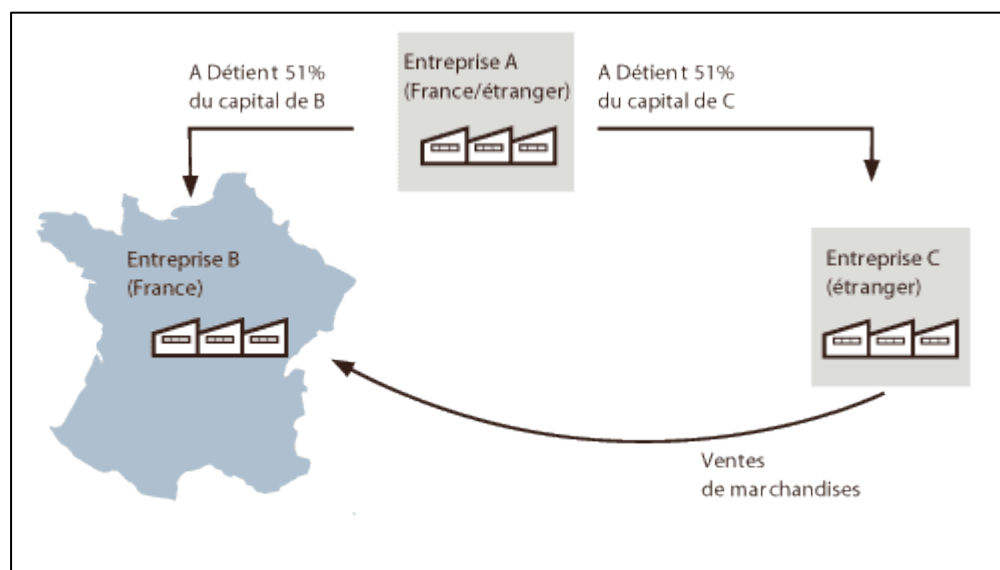 A Détient 51%
du capital de B
Entreprise A
(France/étranger)
A Détient 51%
du capital de C
Entreprise B
(France)
Entreprise C
(étranger)
Ventes
de marchandises